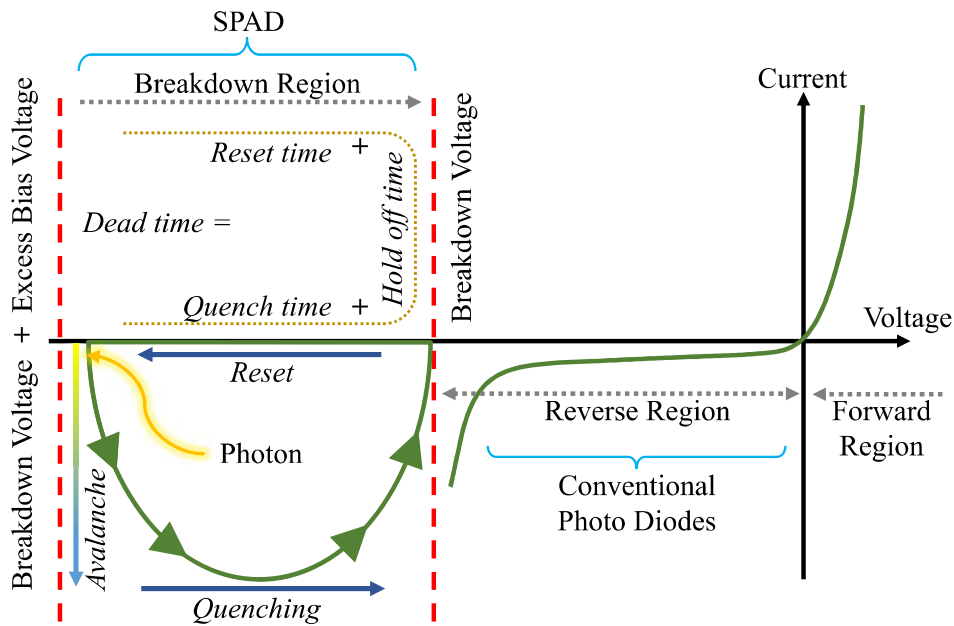 SPAD
Breakdown Region
Reset time +
Hold off time
Dead time =
Quench time +
Breakdown Voltage + Excess Bias Voltage
Breakdown Voltage
Current
Voltage
Reset
Photon
Avalanche
Quenching
Reverse Region
Forward
Region
Conventional
Photo Diodes